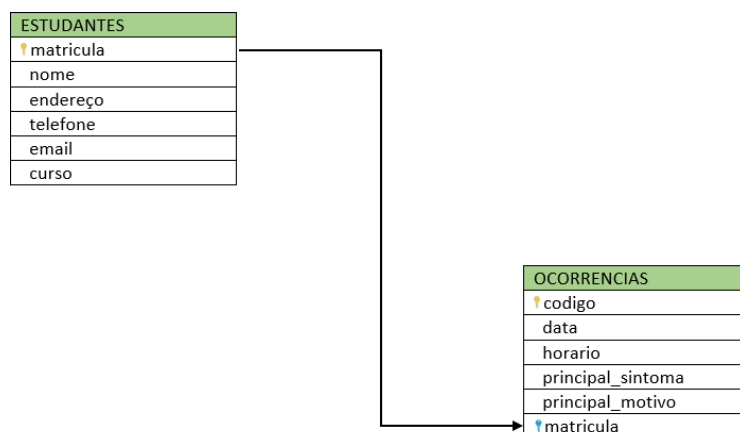 ESTUDANTES
matricula
nome
endereço
telefone
email
curso
OCORRENCIAS
codigo
data
horario
principal_sintoma
principal_motivo
matricula